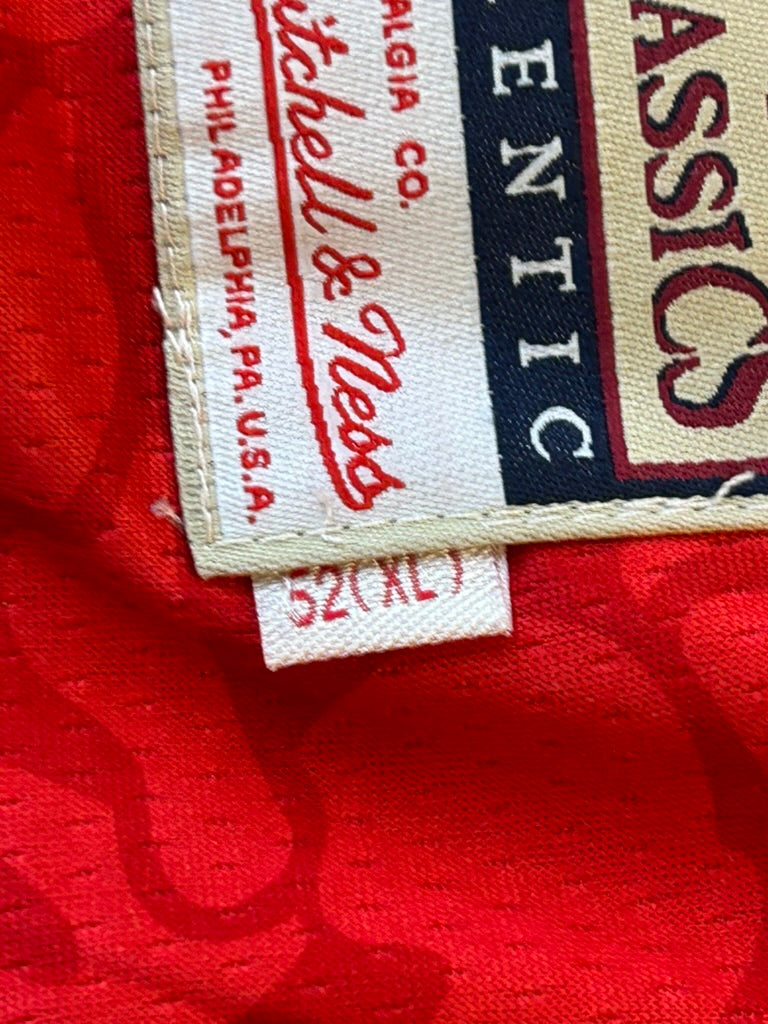 ASSICS
ENTIC
ALGIA CO.
itchell & Ness
PHILADELPHIA, PA. U.S.A.
52(XL)